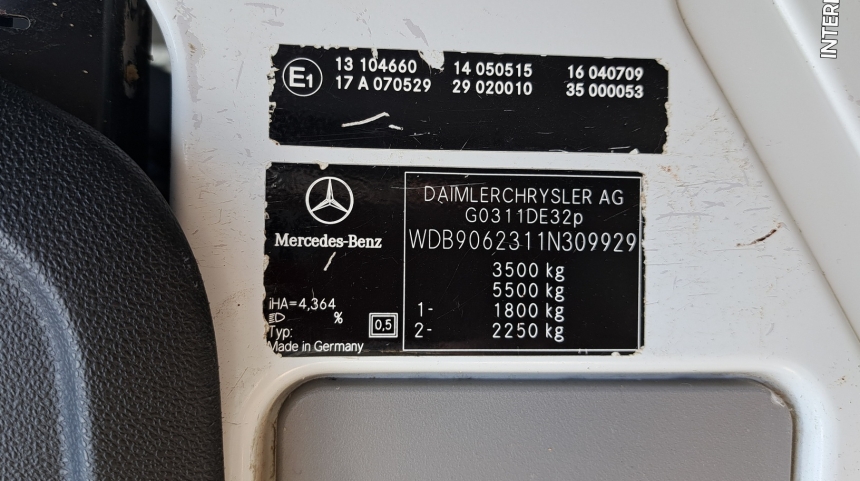 E1 13 104660 14 050515 16 040709
17 A 070529 29 020010 35 000053
Mercedes-Benz
DAIMLERCHRYSLER AG
G0311DE32p
WDB9062311N309929
3500 kg
5500 kg
1- 1800 kg
2- 2250 kg
iHA=4,364
% 0,5
Typ:
Made in Germany